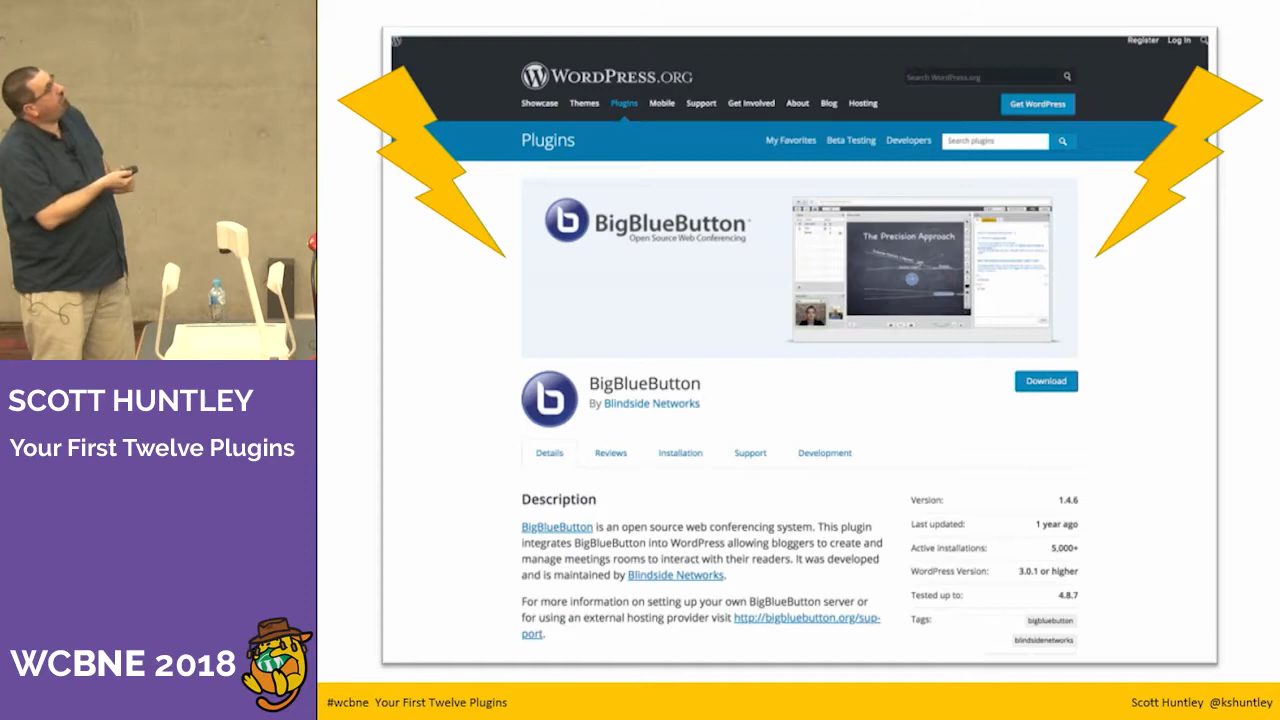 SCOTT HUNTLEY
Your First Twelve Plugins
WCBNE 2018
Register Log In
WORDPRESS.ORG
Search WordPress.org
Showcase Themes Plugins Mobile Support Get Involved About Blog Hosting
Get WordPress
Plugins
My Favorites Beta Testing Developers
Search plugins
b BigBlueButton™
Open Source Web Conferencing
The Precision Approach
b
BigBlueButton
By Blindside Networks
Download
Details Reviews Installation Support Development
Description
BigBlueButton is an open source web conferencing system. This plugin
integrates BigBlueButton into WordPress allowing bloggers to create and
manage meetings rooms to interact with their readers. It was developed
and is maintained by Blindside Networks.
For more information on setting up your own BigBlueButton server or
for using an external hosting provider visit http://bigbluebutton.org/sup-
port.
Version: 1.4.6
Last updated: 1 year ago
Active installations: 5,000+
WordPress Version: 3.0.1 or higher
Tested up to: 4.8.7
Tags: bigbluebutton
blindsidenetworks
#wcbne Your First Twelve Plugins
Scott Huntley @kshuntley